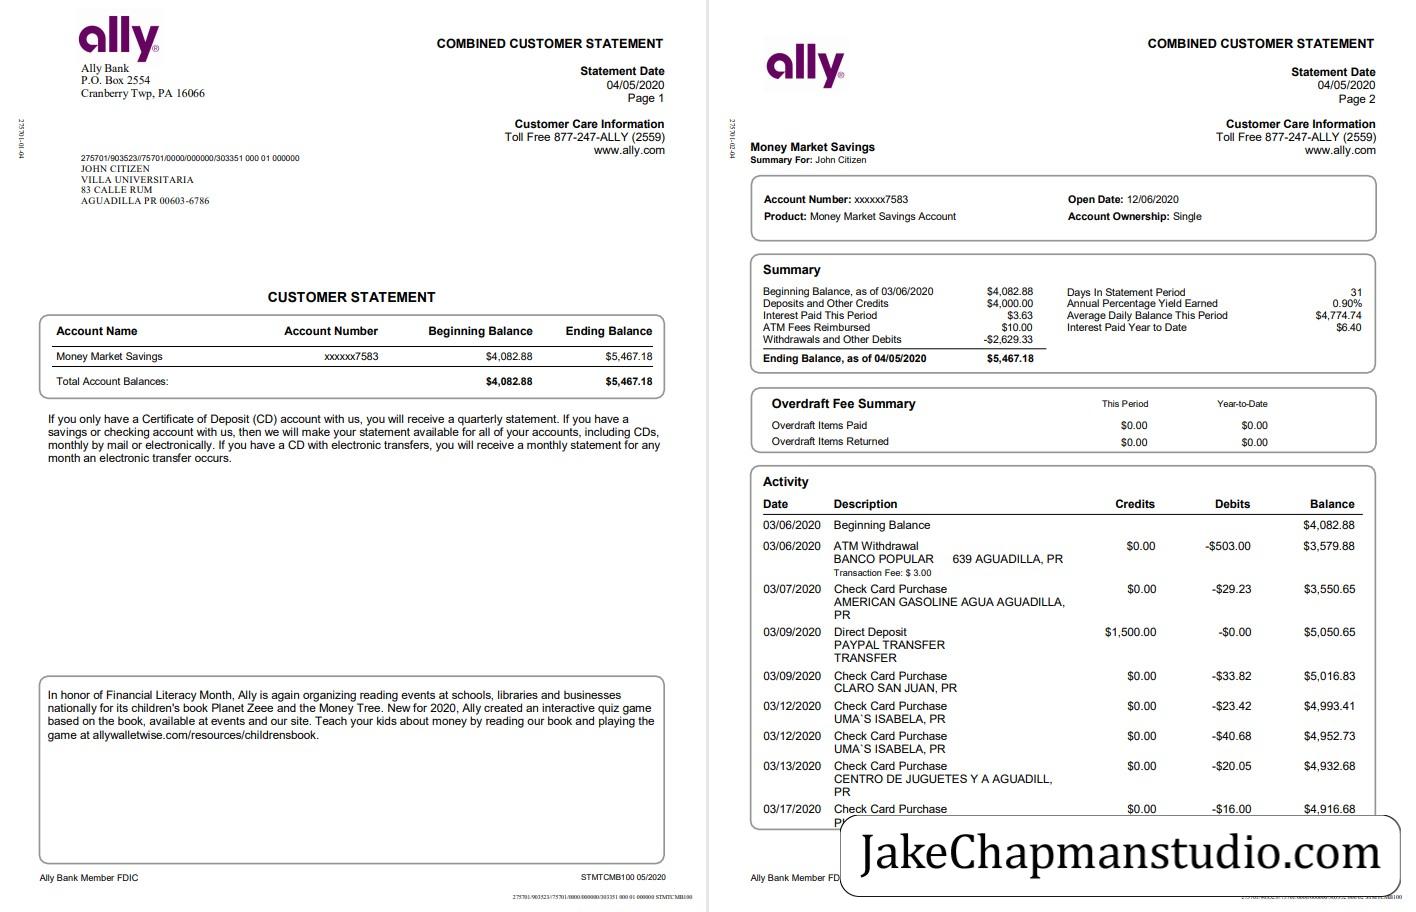 ally®
Ally Bank
P.O. Box 2554
Cranberry Twp, PA 16066
COMBINED CUSTOMER STATEMENT
Statement Date
04/05/2020
Page 1
Customer Care Information
Toll Free 877-247-ALLY (2559)
www.ally.com
275701-01-04
275701/903523//75701/0000/000000/303351 000 01 000000
JOHN CITIZEN
VILLA UNIVERSITARIA
83 CALLE RUM
AGUADILLA PR 00603-6786
CUSTOMER STATEMENT
Account Name Account Number Beginning Balance Ending Balance
Money Market Savings xxxxxx7583 $4,082.88 $5,467.18
Total Account Balances: $4,082.88 $5,467.18
If you only have a Certificate of Deposit (CD) account with us, you will receive a quarterly statement. If you have a
savings or checking account with us, then we will make your statement available for all of your accounts, including CDs,
monthly by mail or electronically. If you have a CD with electronic transfers, you will receive a monthly statement for any
month an electronic transfer occurs.
In honor of Financial Literacy Month, Ally is again organizing reading events at schools, libraries and businesses
nationally for its children's book Planet Zeee and the Money Tree. New for 2020, Ally created an interactive quiz game
based on the book, available at events and our site. Teach your kids about money by reading our book and playing the
game at allywalletwise.com/resources/childrensbook.
Ally Bank Member FDIC STMTCMB100 05/2020
275701/903523//75701/0000/000000/303351 000 01 000000 STMTCMB100
ally®
COMBINED CUSTOMER STATEMENT
Statement Date
04/05/2020
Page 2
Customer Care Information
Toll Free 877-247-ALLY (2559)
www.ally.com
275701-02-04
Money Market Savings
Summary For: John Citizen
Account Number: xxxxxx7583 Open Date: 12/06/2020
Product: Money Market Savings Account Account Ownership: Single
Summary
Beginning Balance, as of 03/06/2020 $4,082.88 Days In Statement Period 31
Deposits and Other Credits $4,000.00 Annual Percentage Yield Earned 0.90%
Interest Paid This Period $3.63 Average Daily Balance This Period $4,774.74
ATM Fees Reimbursed $10.00 Interest Paid Year to Date $6.40
Withdrawals and Other Debits -$2,629.33
Ending Balance, as of 04/05/2020 $5,467.18
Overdraft Fee Summary This Period Year-to-Date
Overdraft Items Paid $0.00 $0.00
Overdraft Items Returned $0.00 $0.00
Activity
Date Description Credits Debits Balance
03/06/2020 Beginning Balance $4,082.88
03/06/2020 ATM Withdrawal $0.00 -$503.00 $3,579.88
BANCO POPULAR 639 AGUADILLA, PR
Transaction Fee: $ 3.00
03/07/2020 Check Card Purchase $0.00 -$29.23 $3,550.65
AMERICAN GASOLINE AGUA AGUADILLA,
PR
03/09/2020 Direct Deposit $1,500.00 -$0.00 $5,050.65
PAYPAL TRANSFER
TRANSFER
03/09/2020 Check Card Purchase $0.00 -$33.82 $5,016.83
CLARO SAN JUAN, PR
03/12/2020 Check Card Purchase $0.00 -$23.42 $4,993.41
UMA`S ISABELA, PR
03/12/2020 Check Card Purchase $0.00 -$40.68 $4,952.73
UMA`S ISABELA, PR
03/13/2020 Check Card Purchase $0.00 -$20.05 $4,932.68
CENTRO DE JUGUETES Y A AGUADILL,
PR
03/17/2020 Check Card Purchase $0.00 -$16.00 $4,916.68
JakeChapmanstudio.com
Ally Bank Member